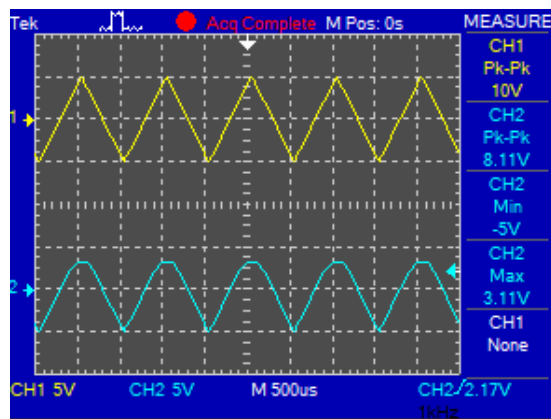 Tek Acq Complete M Pos: 0s MEASURE
CH1
Pk-Pk
10V
CH2
Pk-Pk
8.11V
CH2
Min
-5V
CH2
Max
3.11V
CH1
None
1
2
CH1 5V CH2 5V M 500us CH2 2.17V
1kHz